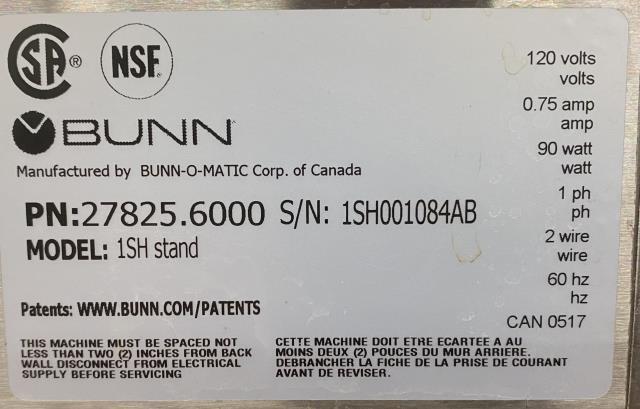 CSA®
NSF®
BUNN®
Manufactured by BUNN-O-MATIC Corp. of Canada
PN:27825.6000 S/N: 1SH001084AB
MODEL: 1SH stand
Patents: WWW.BUNN.COM/PATENTS
THIS MACHINE MUST BE SPACED NOT
LESS THAN TWO (2) INCHES FROM BACK
WALL DISCONNECT FROM ELECTRICAL
SUPPLY BEFORE SERVICING
CETTE MACHINE DOIT ETRE ECARTEE A AU
MOINS DEUX (2) POUCES DU MUR ARRIERE.
DEBRANCHER LA FICHE DE LA PRISE DE COURANT
AVANT DE REVISER.
120 volts
volts
0.75 amp
amp
90 watt
watt
1 ph
ph
2 wire
wire
60 hz
hz
CAN 0517